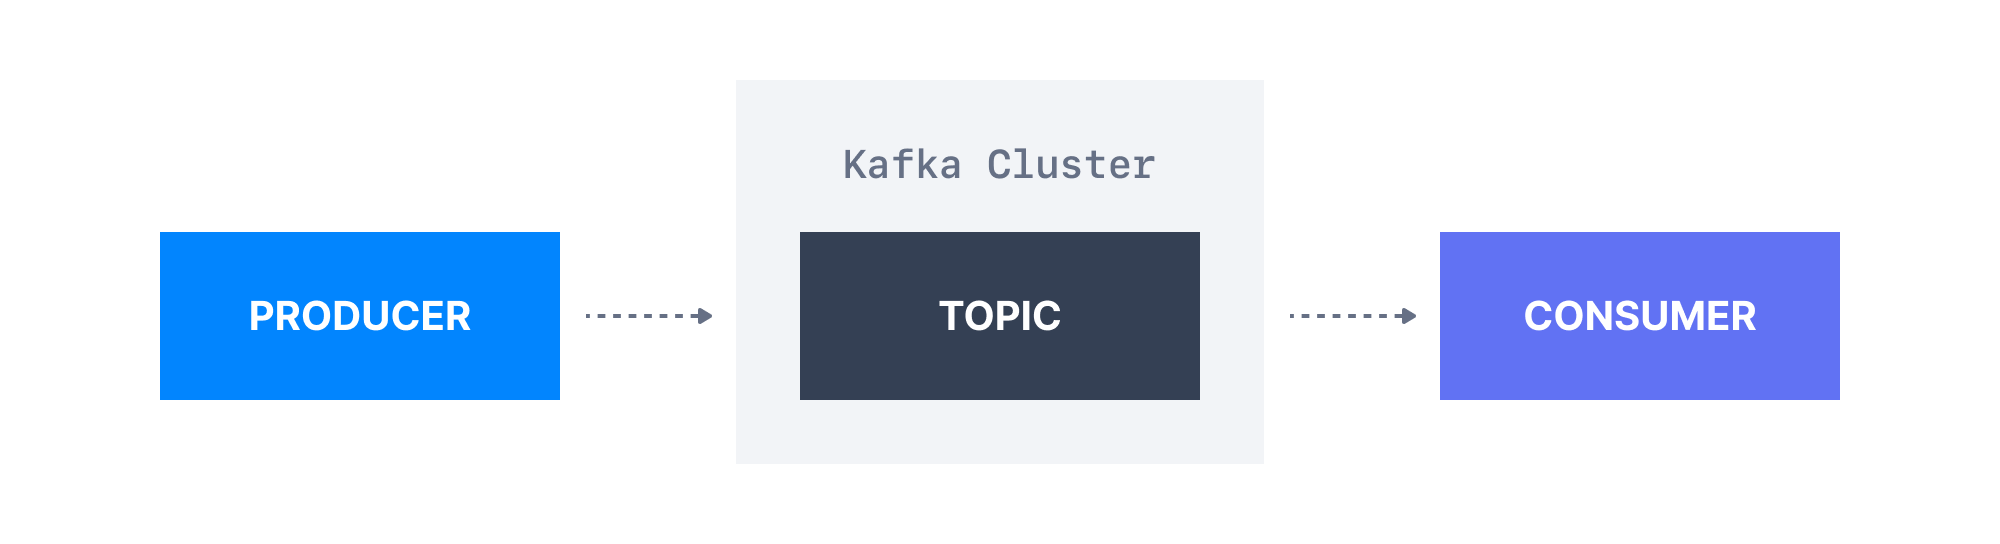 Kafka Cluster
PRODUCER
TOPIC
CONSUMER